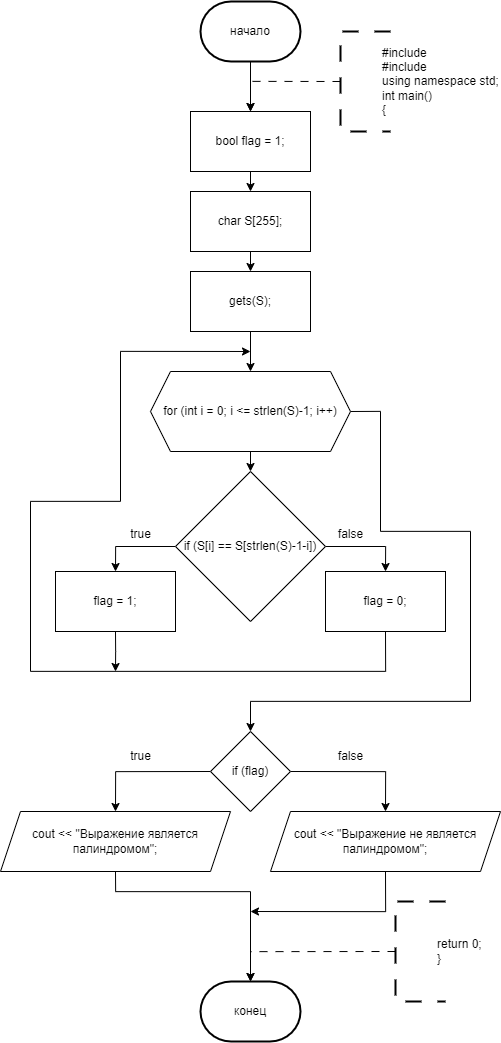 начало
#include
#include
using namespace std;
int main()
{
bool flag = 1;
char S[255];
gets(S);
for (int i = 0; i <= strlen(S)-1; i++)
true
if (S[i] == S[strlen(S)-1-i])
false
flag = 1;
flag = 0;
true
if (flag)
false
cout << "Выражение является
палиндромом";
cout << "Выражение не является
палиндромом";
return 0;
}
конец